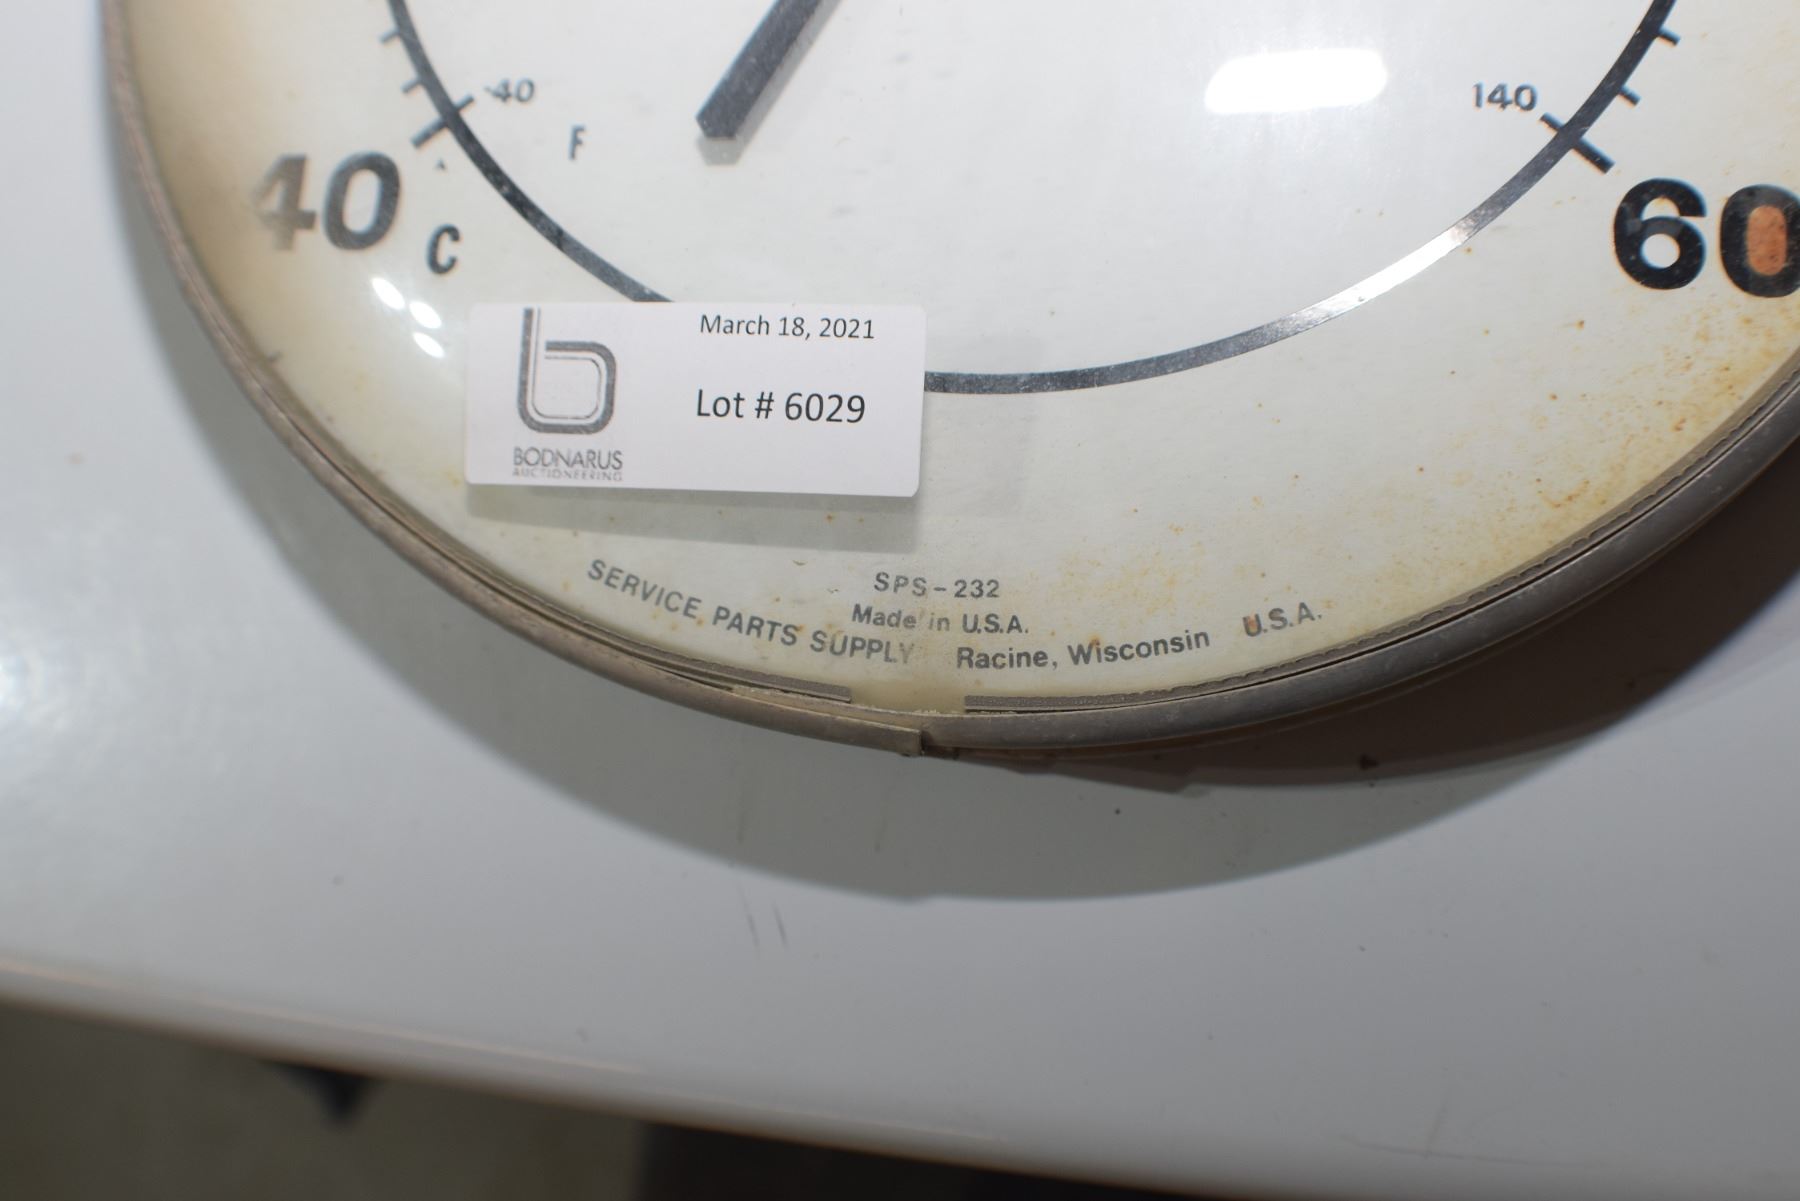 -40
F
40
C
140
60
March 18, 2021
Lot # 6029
BODNARUS
AUCTIONEERING
SPS-232
Made in U.S.A.
SERVICE PARTS SUPPLY Racine, Wisconsin U.S.A.